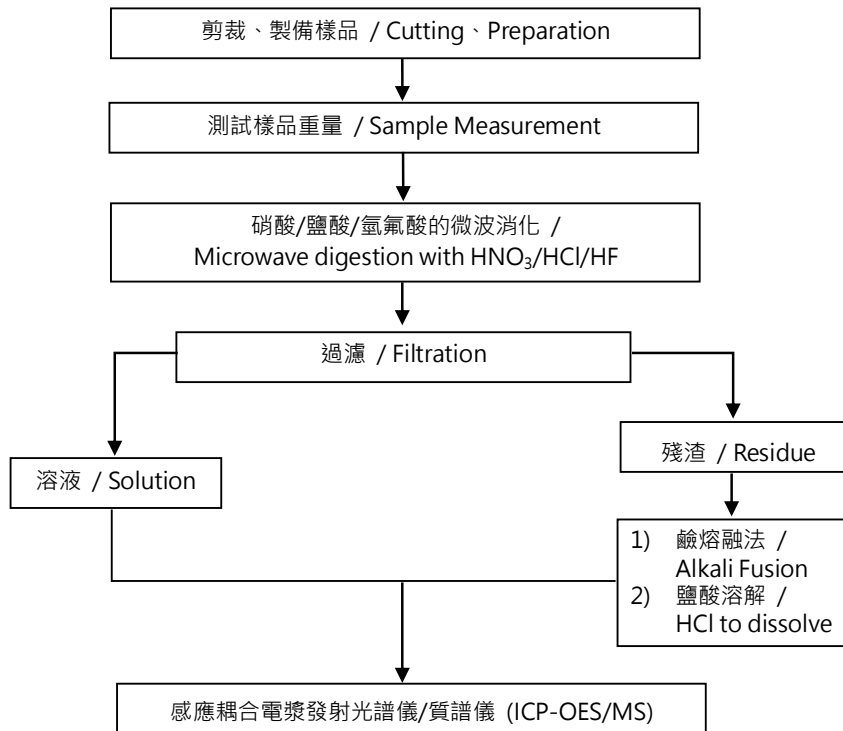 剪裁、製備樣品 / Cutting、Preparation
測試樣品重量 / Sample Measurement
硝酸/鹽酸/氫氟酸的微波消化 /
Microwave digestion with HNO₃/HCl/HF
過濾 / Filtration
溶液 / Solution
殘渣 / Residue
1) 鹼熔融法 /
Alkali Fusion
2) 鹽酸溶解 /
HCl to dissolve
感應耦合電漿發射光譜儀/質譜儀 (ICP-OES/MS)